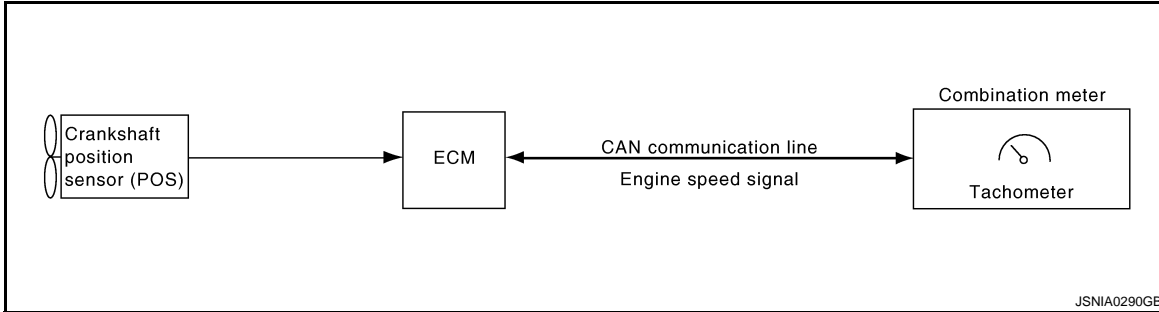 Combination meter
Crankshaft
position
sensor (POS)
ECM
CAN communication line
Engine speed signal
Tachometer
JSNIA0290GB